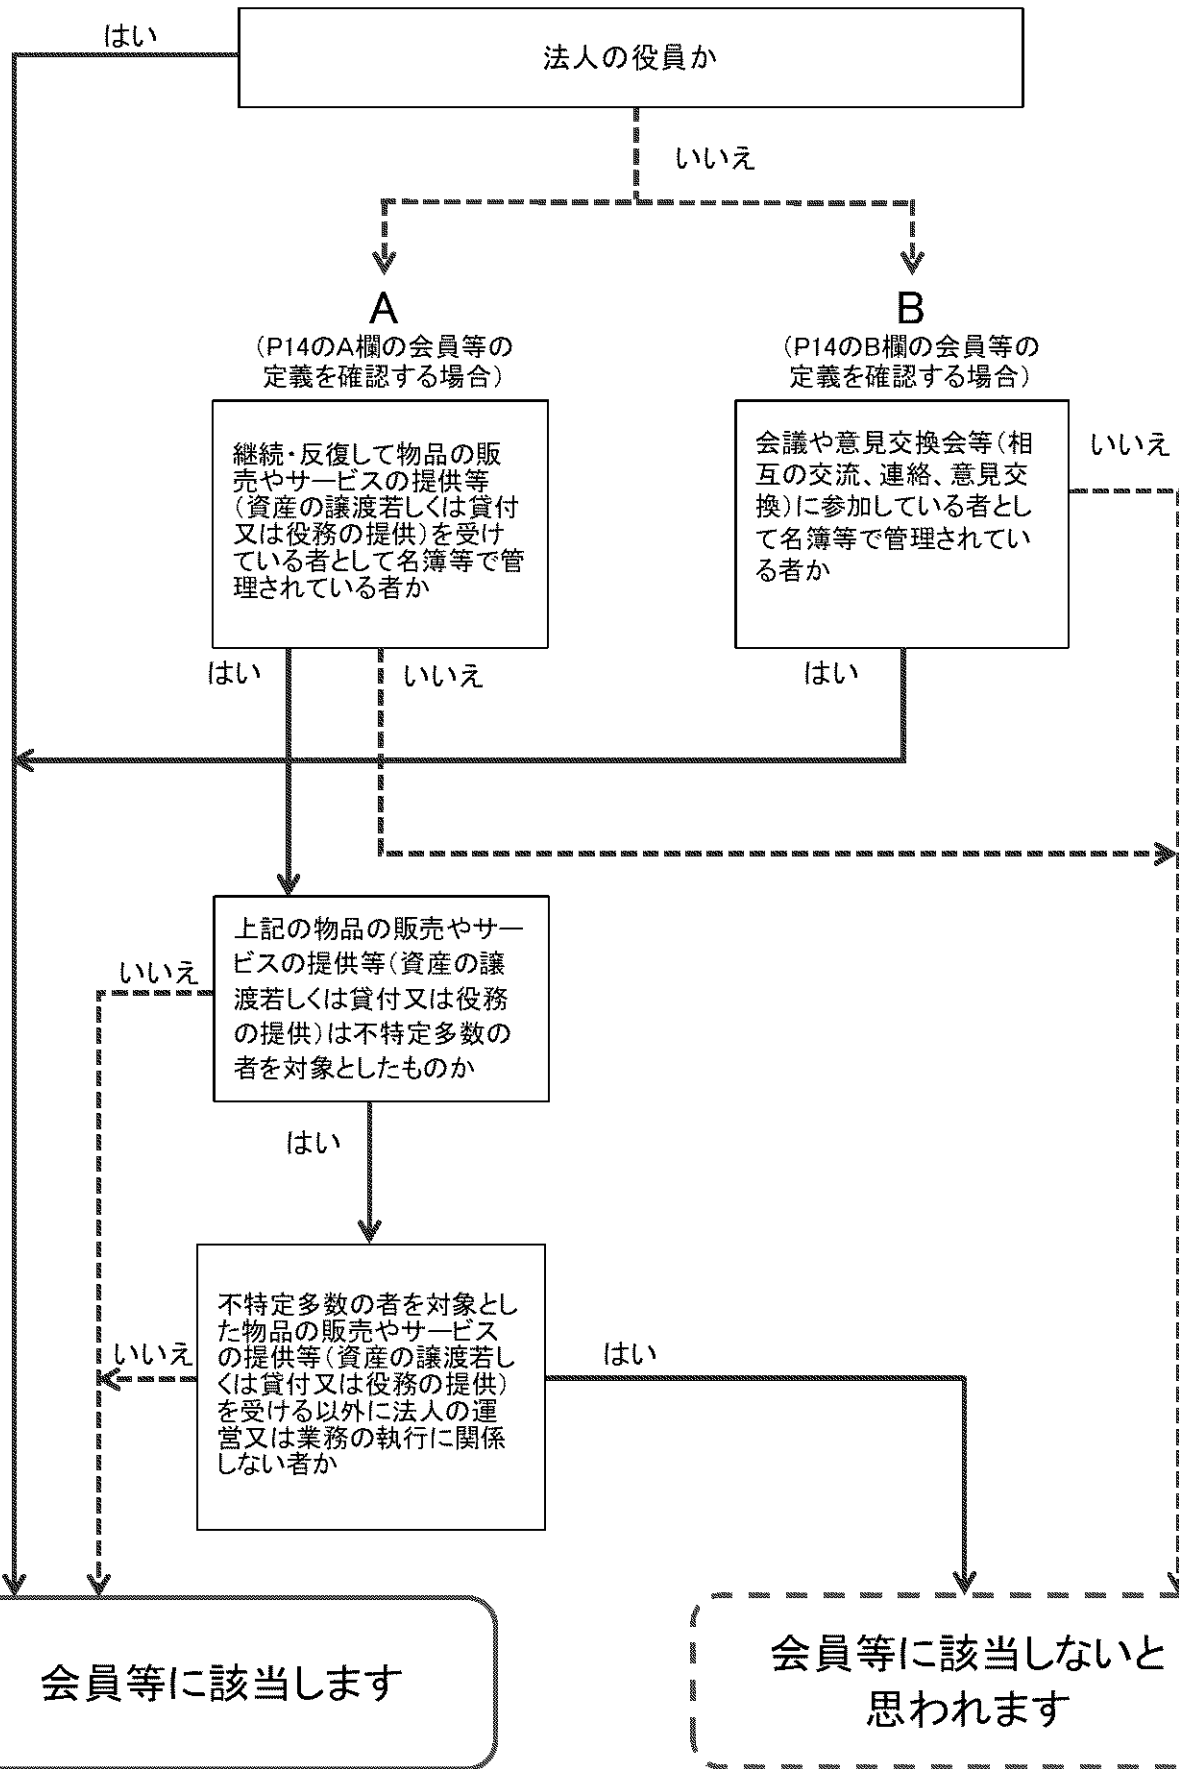 はい
法人の役員か
いいえ
A
(P14のA欄の会員等の
定義を確認する場合)
B
(P14のB欄の会員等の
定義を確認する場合)
継続・反復して物品の販
売やサービスの提供等
(資産の譲渡若しくは貸付
又は役務の提供)を受け
ている者として名簿等で管
理されている者か
会議や意見交換会等(相
互の交流、連絡、意見交
換)に参加している者とし
て名簿等で管理されてい
る者か
いいえ
はい
いいえ
はい
上記の物品の販売やサー
ビスの提供等(資産の譲
渡若しくは貸付又は役務
の提供)は不特定多数の
者を対象としたものか
いいえ
はい
不特定多数の者を対象とし
た物品の販売やサービス
の提供等(資産の譲渡若し
くは貸付又は役務の提供)
を受ける以外に法人の運
営又は業務の執行に関係
しない者か
いいえ
はい
会員等に該当します
会員等に該当しないと
思われます